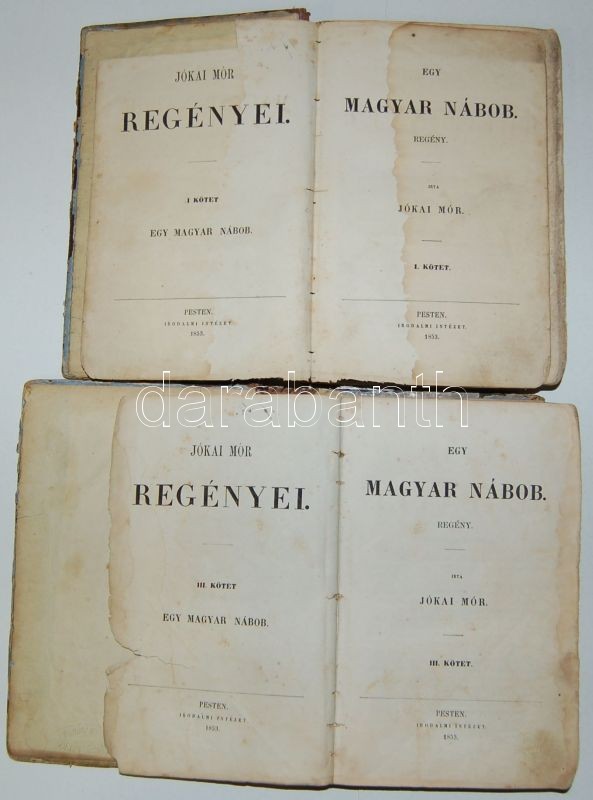 JÓKAI MÓR
REGÉNYEI.
I KÖTET
EGY MAGYAR NÁBOB.
PESTEN.
IRODALMI INTÉZET.
1853.
EGY
MAGYAR NÁBOB.
REGÉNY.
IRTA
JÓKAI MÓR.
I. KÖTET.
PESTEN.
IRODALMI INTÉZET.
1853.
darabanth
JÓKAI MÓR
REGÉNYEI.
III. KÖTET
EGY MAGYAR NÁBOB.
PESTEN.
IRODALMI INTÉZET.
1853.
EGY
MAGYAR NÁBOB.
REGÉNY.
IRTA
JÓKAI MÓR.
III. KÖTET.
PESTEN.
IRODALMI INTÉZET.
1853.